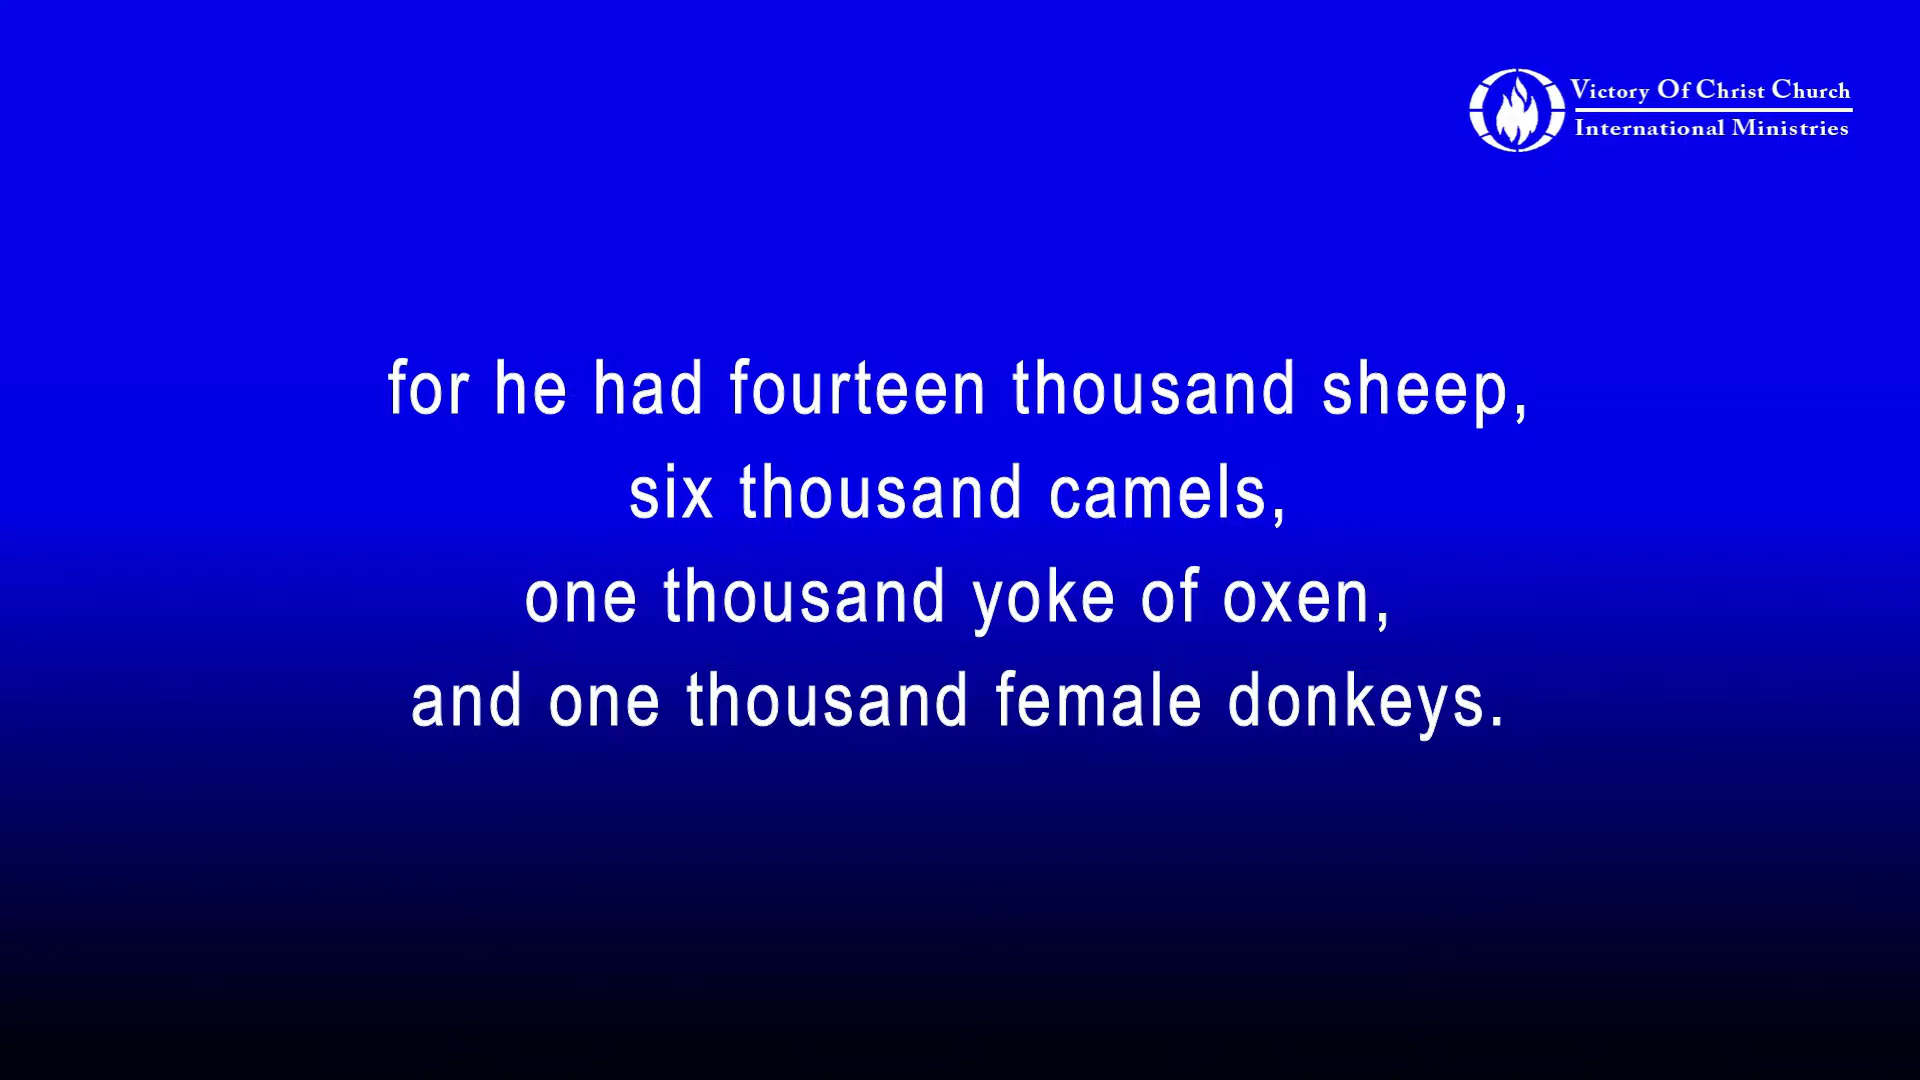 Victory Of Christ Church
International Ministries
for he had fourteen thousand sheep,
six thousand camels,
one thousand yoke of oxen,
and one thousand female donkeys.